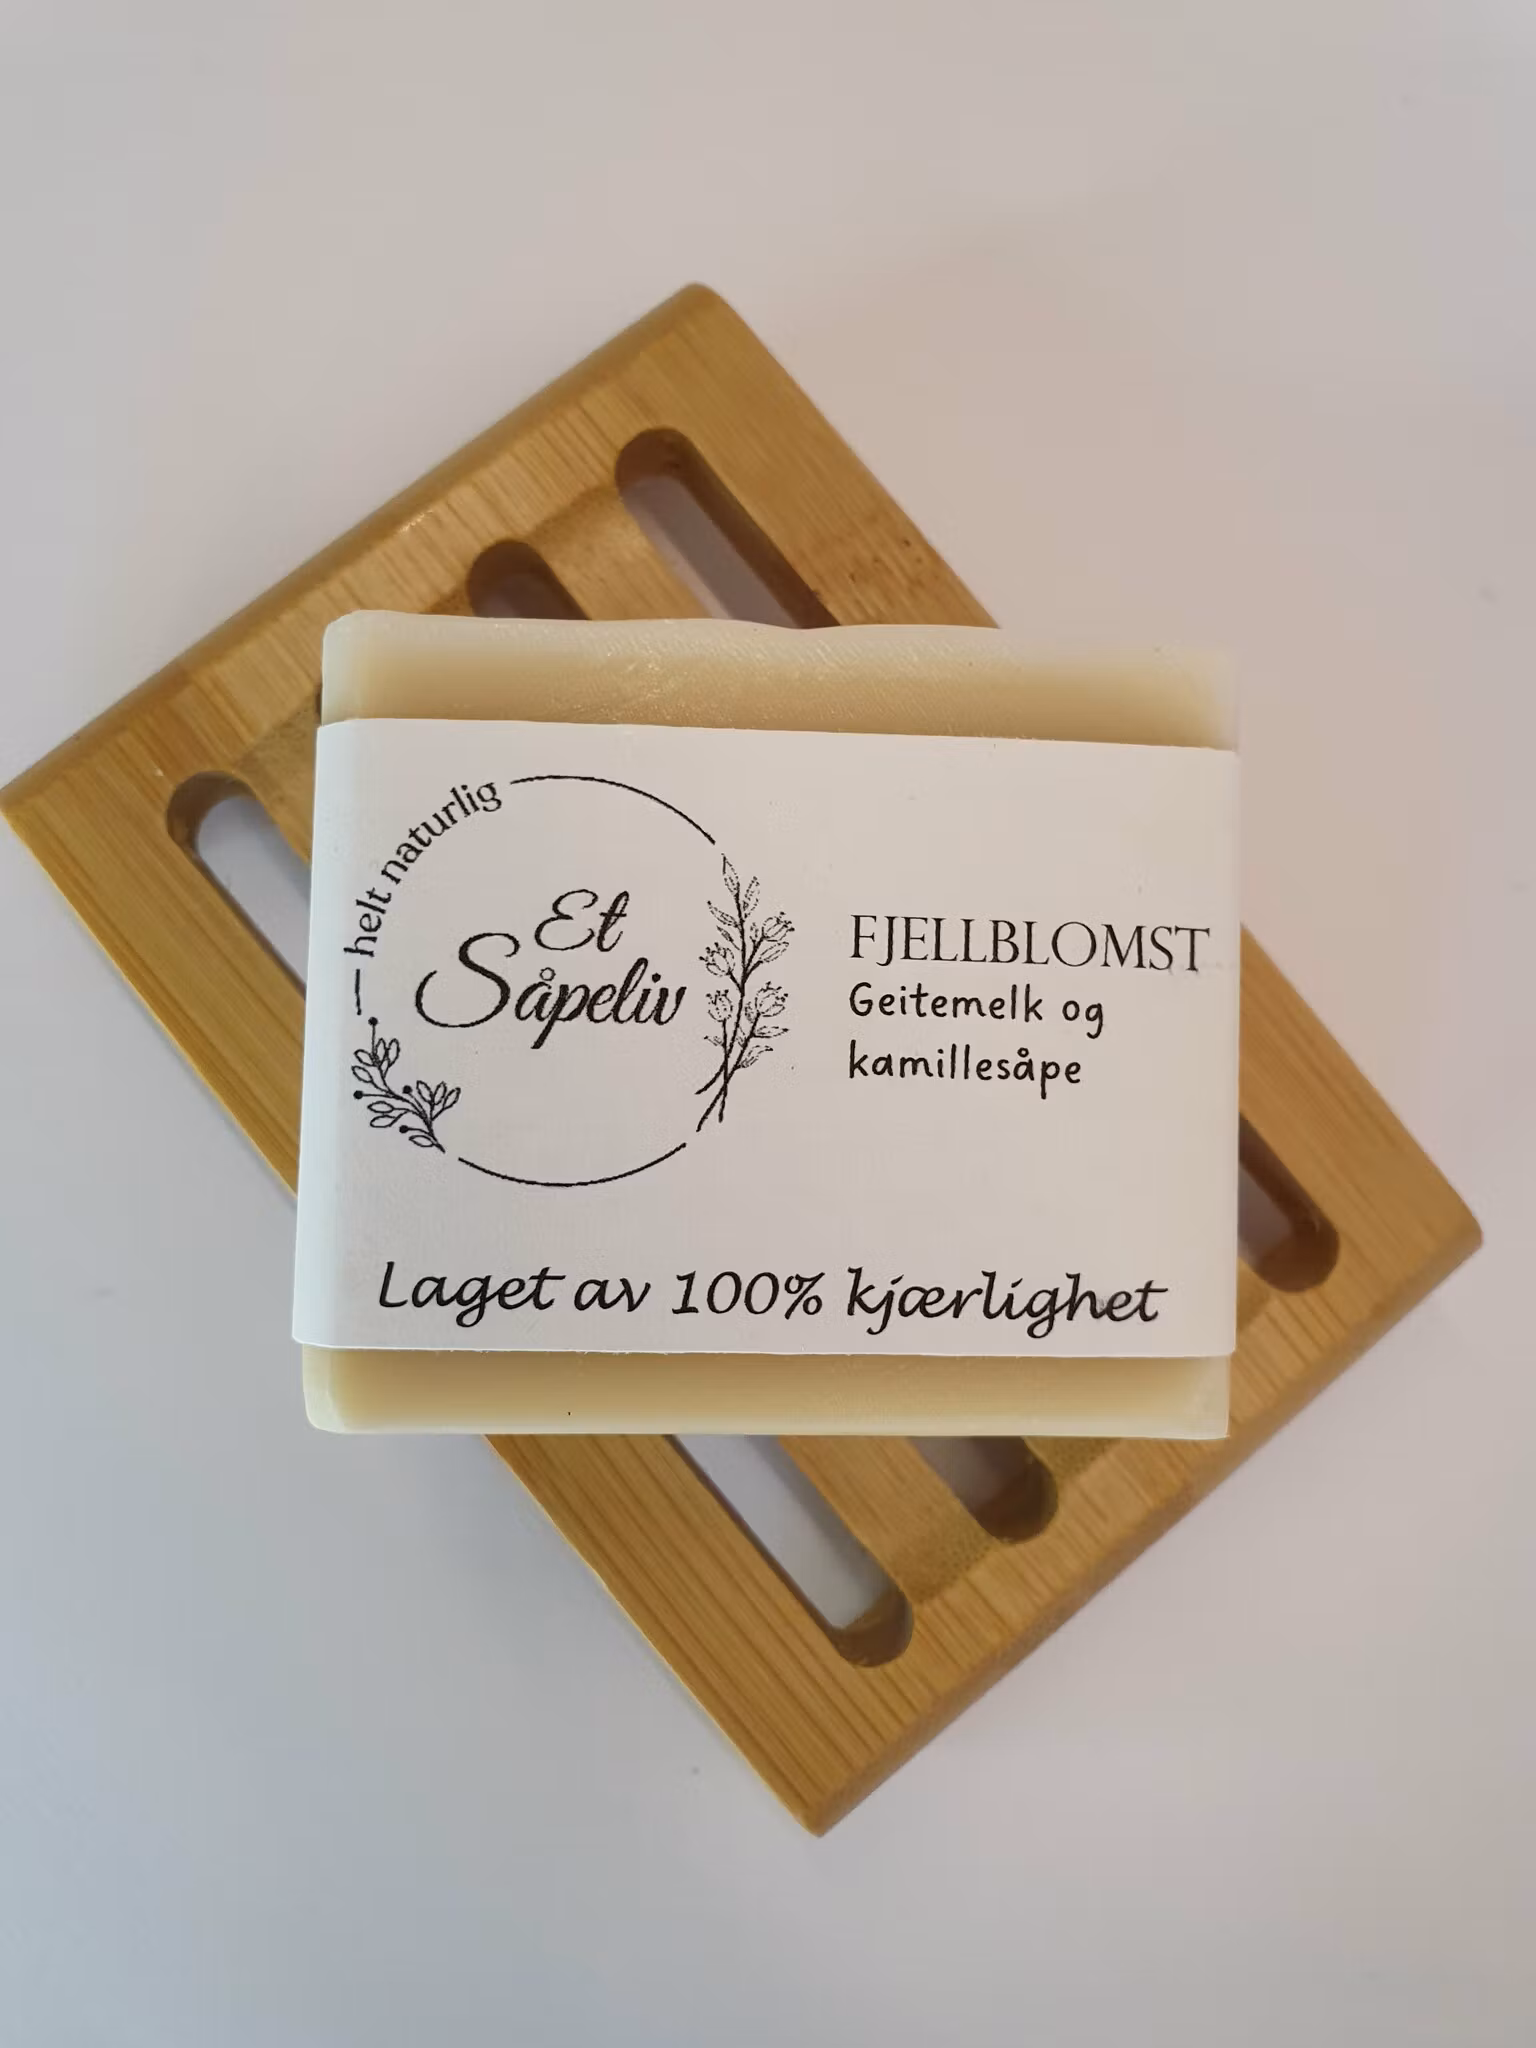 helt naturlig
Et
Såpeliv
FJELLBLOMST
Geitemelk og
kamillesåpe
Laget av 100% kjærlighet